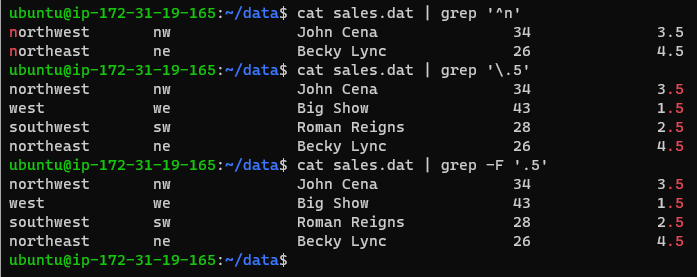 ubuntu@ip-172-31-19-165:~/data$ cat sales.dat | grep '^n'
northwest nw John Cena 34 3.5
northeast ne Becky Lync 26 4.5
ubuntu@ip-172-31-19-165:~/data$ cat sales.dat | grep '\.5'
northwest nw John Cena 34 3.5
west we Big Show 43 1.5
southwest sw Roman Reigns 28 2.5
northeast ne Becky Lync 26 4.5
ubuntu@ip-172-31-19-165:~/data$ cat sales.dat | grep -F '.5'
northwest nw John Cena 34 3.5
west we Big Show 43 1.5
southwest sw Roman Reigns 28 2.5
northeast ne Becky Lync 26 4.5
ubuntu@ip-172-31-19-165:~/data$